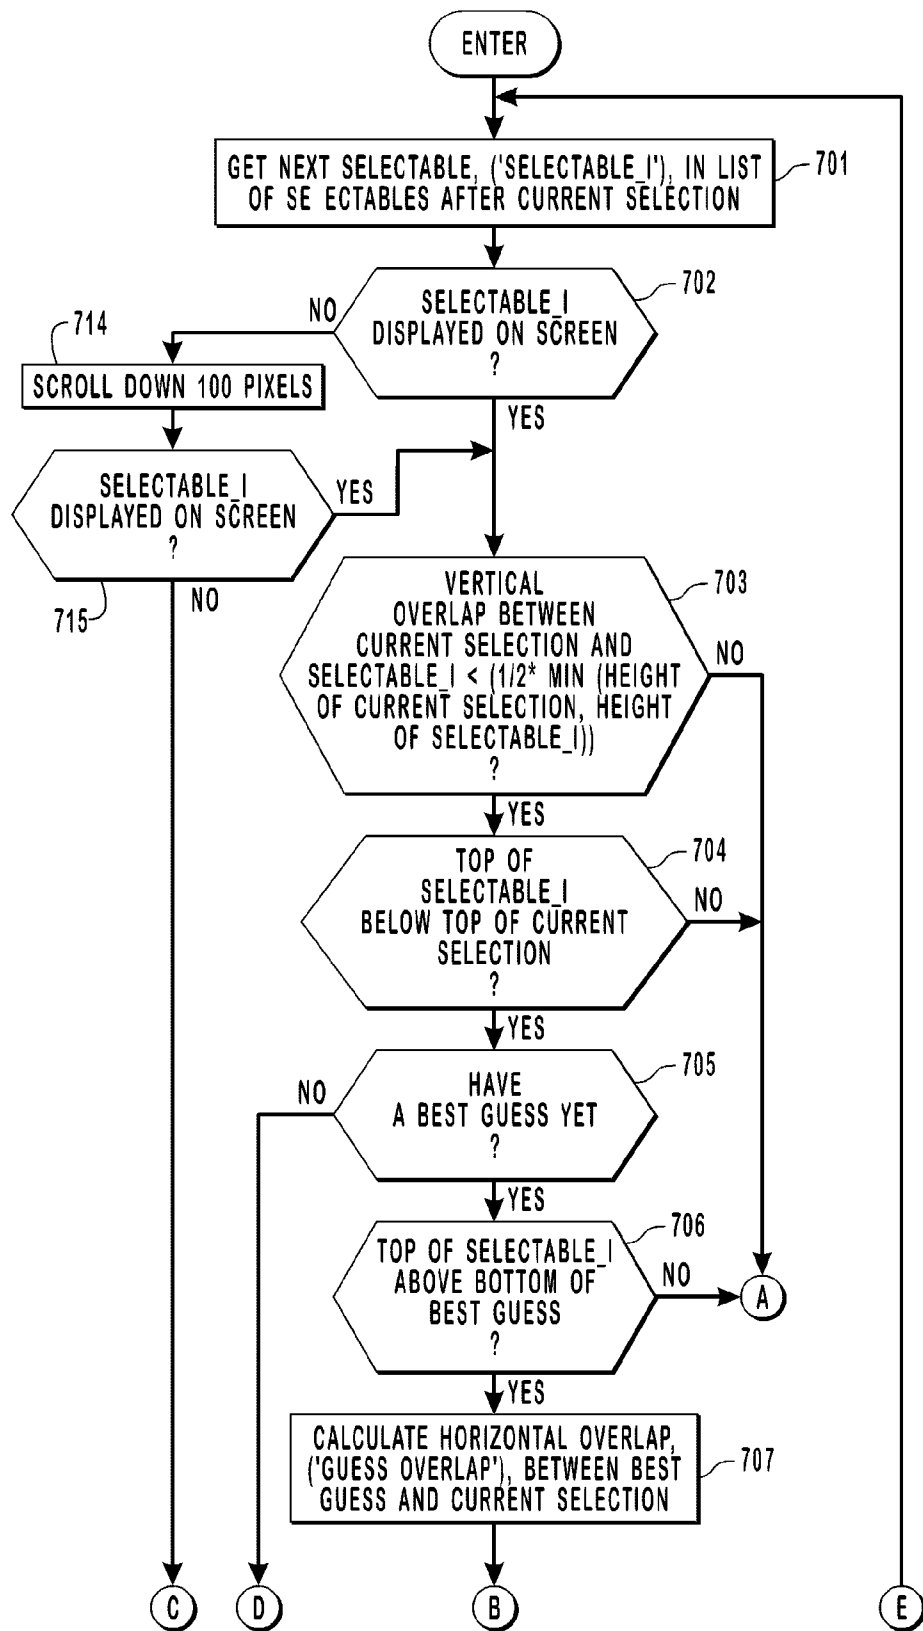 ENTER
GET NEXT SELECTABLE, ('SELECTABLE_I'), IN LIST
OF SE ECTABLES AFTER CURRENT SELECTION
701
SELECTABLE_I
DISPLAYED ON SCREEN
?
702
NO
YES
714
SCROLL DOWN 100 PIXELS
SELECTABLE_I
DISPLAYED ON SCREEN
?
YES
715
NO
VERTICAL
OVERLAP BETWEEN
CURRENT SELECTION AND
SELECTABLE_I < (1/2* MIN (HEIGHT
OF CURRENT SELECTION, HEIGHT
OF SELECTABLE_I))
?
703
NO
YES
TOP OF
SELECTABLE_I
BELOW TOP OF CURRENT
SELECTION
?
704
NO
YES
HAVE
A BEST GUESS YET
?
705
NO
YES
TOP OF SELECTABLE_I
ABOVE BOTTOM OF
BEST GUESS
?
706
NO
A
YES
CALCULATE HORIZONTAL OVERLAP,
('GUESS OVERLAP'), BETWEEN BEST
GUESS AND CURRENT SELECTION
707
C
D
B
E